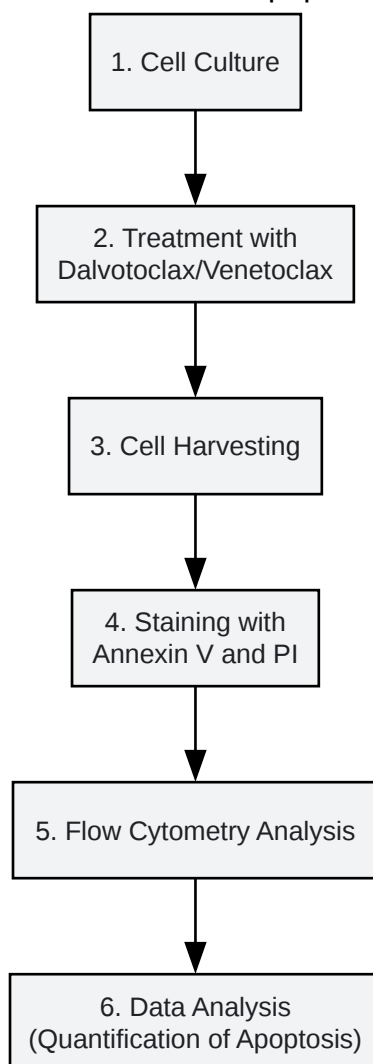 1. Cell Culture
2. Treatment with
Dalvotoclax/Venetoclax
3. Cell Harvesting
4. Staining with
Annexin V and PI
5. Flow Cytometry Analysis
6. Data Analysis
(Quantification of Apoptosis)